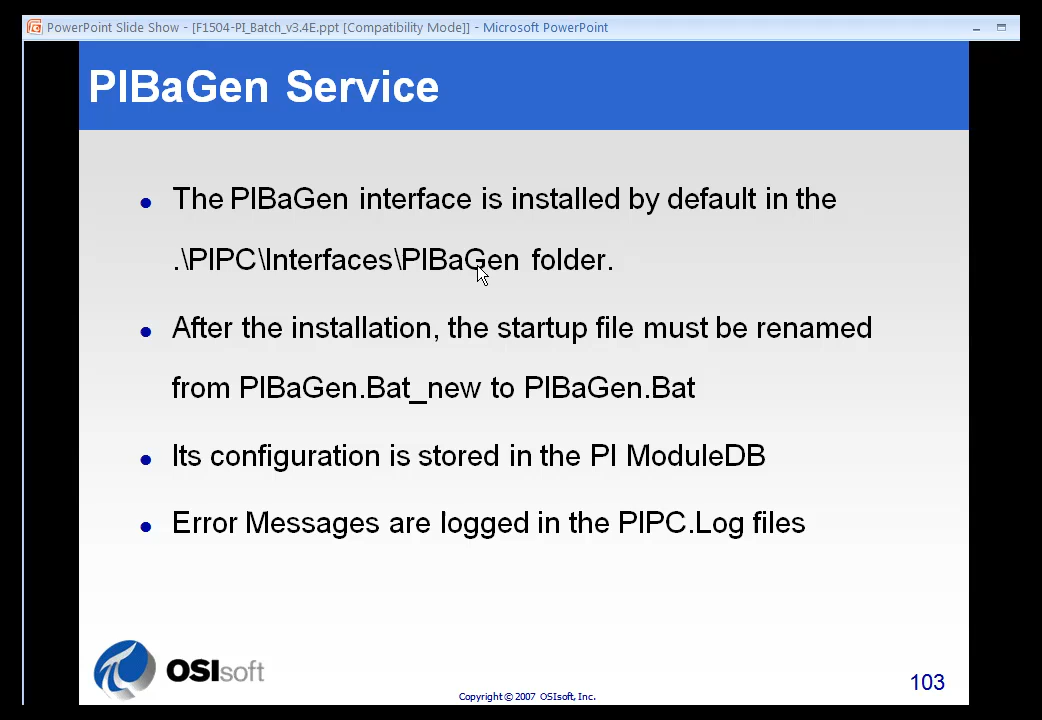 PowerPoint Slide Show - [F1504-PI_Batch_v3.4E.ppt [Compatibility Mode]] - Microsoft PowerPoint
PIBaGen Service
• The PIBaGen interface is installed by default in the
.\PIPC\Interfaces\PIBaGen folder.
• After the installation, the startup file must be renamed
from PIBaGen.Bat_new to PIBaGen.Bat
• Its configuration is stored in the PI ModuleDB
• Error Messages are logged in the PIPC.Log files
OSIsoft
Copyright © 2007 OSIsoft, Inc.
103